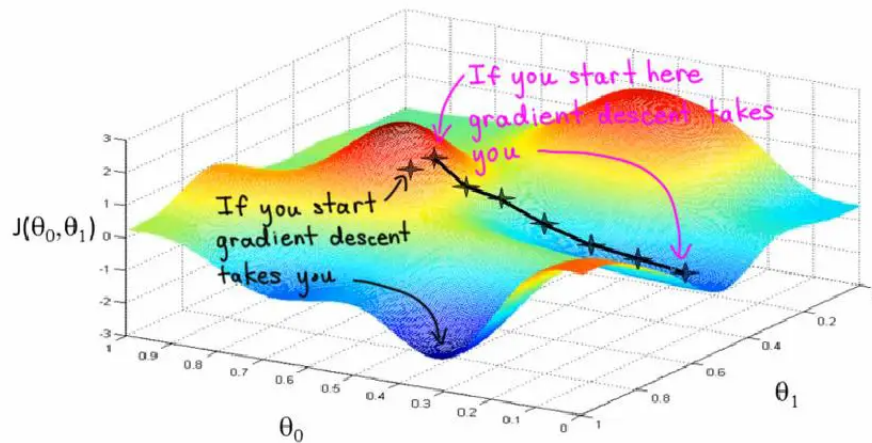 If you start here
gradient descent takes
you
If you start
gradient descent
takes you
J(θ₀,θ₁)
3
2
1
0
-1
-2
-3
1
0.9
0.8
0.7
0.6
0.5
0.4
0.3
0.2
0.1
0
θ₀
1
0.8
0.6
0.4
0.2
θ₁